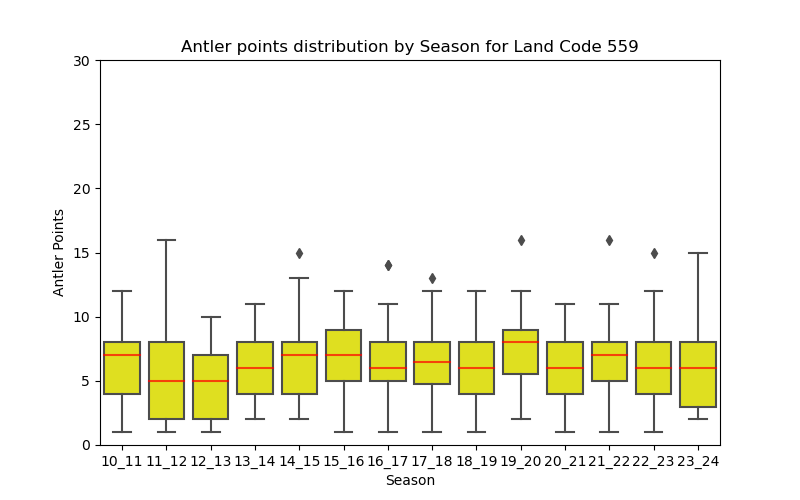 Antler points distribution by Season for Land Code 559
30
25
20
15
10
5
0
Antler Points
10_11 11_12 12_13 13_14 14_15 15_16 16_17 17_18 18_19 19_20 20_21 21_22 22_23 23_24
Season